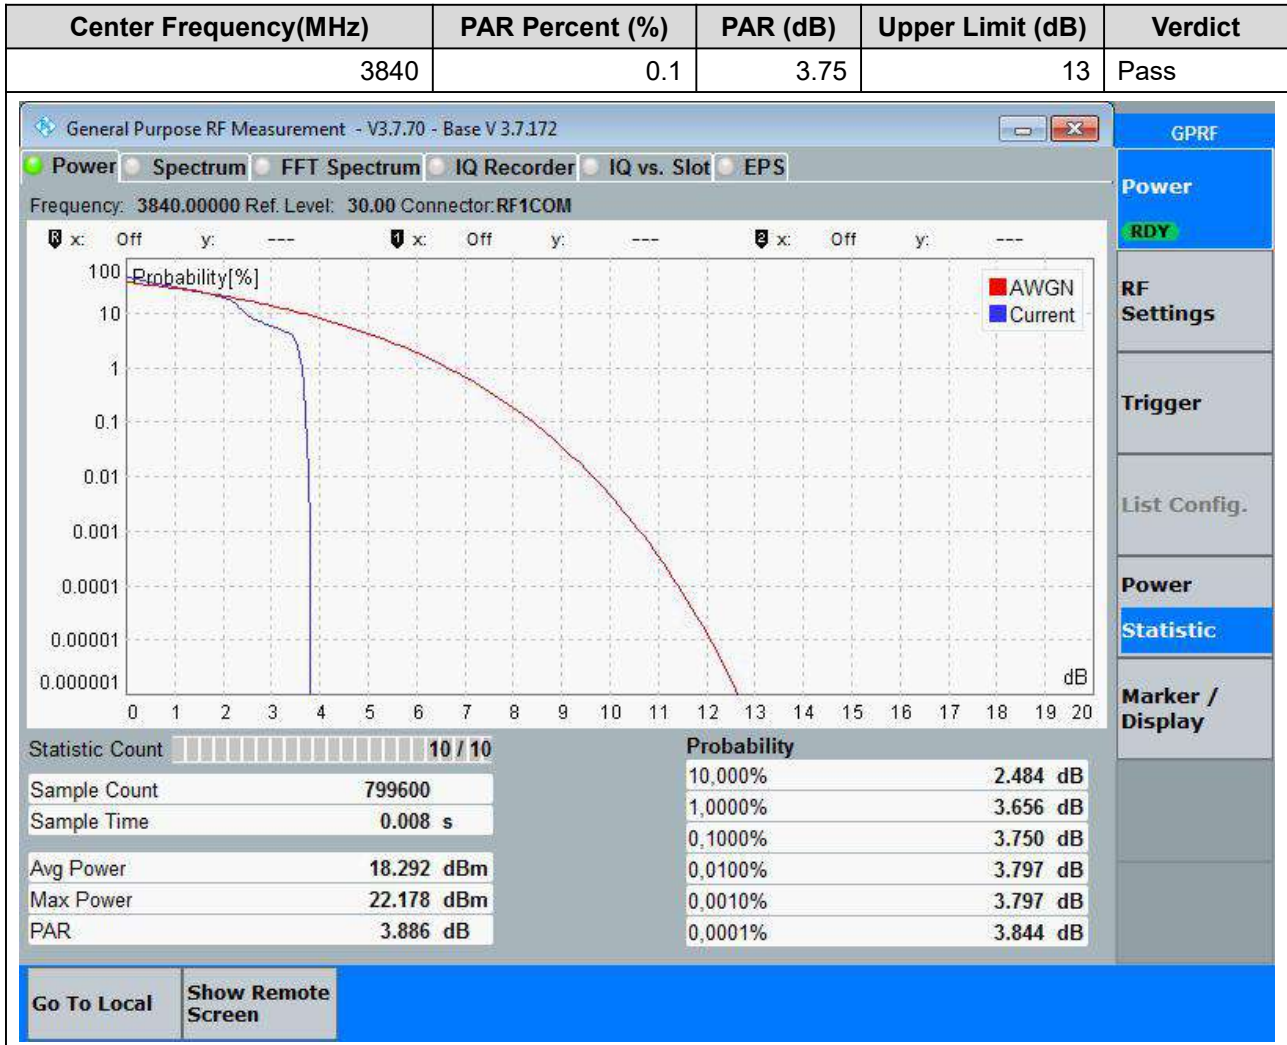 Center Frequency(MHz) PAR Percent (%) PAR (dB) Upper Limit (dB) Verdict
3840 0.1 3.75 13 Pass
General Purpose RF Measurement - V3.7.70 - Base V 3.7.172
GPRF
Power Spectrum FFT Spectrum IQ Recorder IQ vs. Slot EPS
Frequency: 3840.00000 Ref. Level: 30.00 Connector:RF1COM
R x: Off y: --- 1 x: Off y: --- 2 x: Off y: ---
Probability[%]
100
10
1
0.1
0.01
0.001
0.0001
0.00001
0.000001
AWGN
Current
dB
0 1 2 3 4 5 6 7 8 9 10 11 12 13 14 15 16 17 18 19 20
Statistic Count 10 / 10
Sample Count 799600
Sample Time 0.008 s
Avg Power 18.292 dBm
Max Power 22.178 dBm
PAR 3.886 dB
Probability
10,000% 2.484 dB
1,0000% 3.656 dB
0,1000% 3.750 dB
0,0100% 3.797 dB
0,0010% 3.797 dB
0,0001% 3.844 dB
Power
RDY
RF
Settings
Trigger
List Config.
Power
Statistic
Marker /
Display
Go To Local
Show Remote
Screen